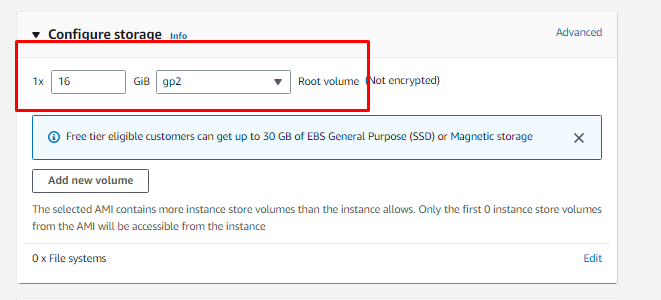 Configure storage Info Advanced
1x 16 GiB gp2 Root volume (Not encrypted)
Free tier eligible customers can get up to 30 GB of EBS General Purpose (SSD) or Magnetic storage
Add new volume
The selected AMI contains more instance store volumes than the instance allows. Only the first 0 instance store volumes
from the AMI will be accessible from the instance
0 x File systems Edit